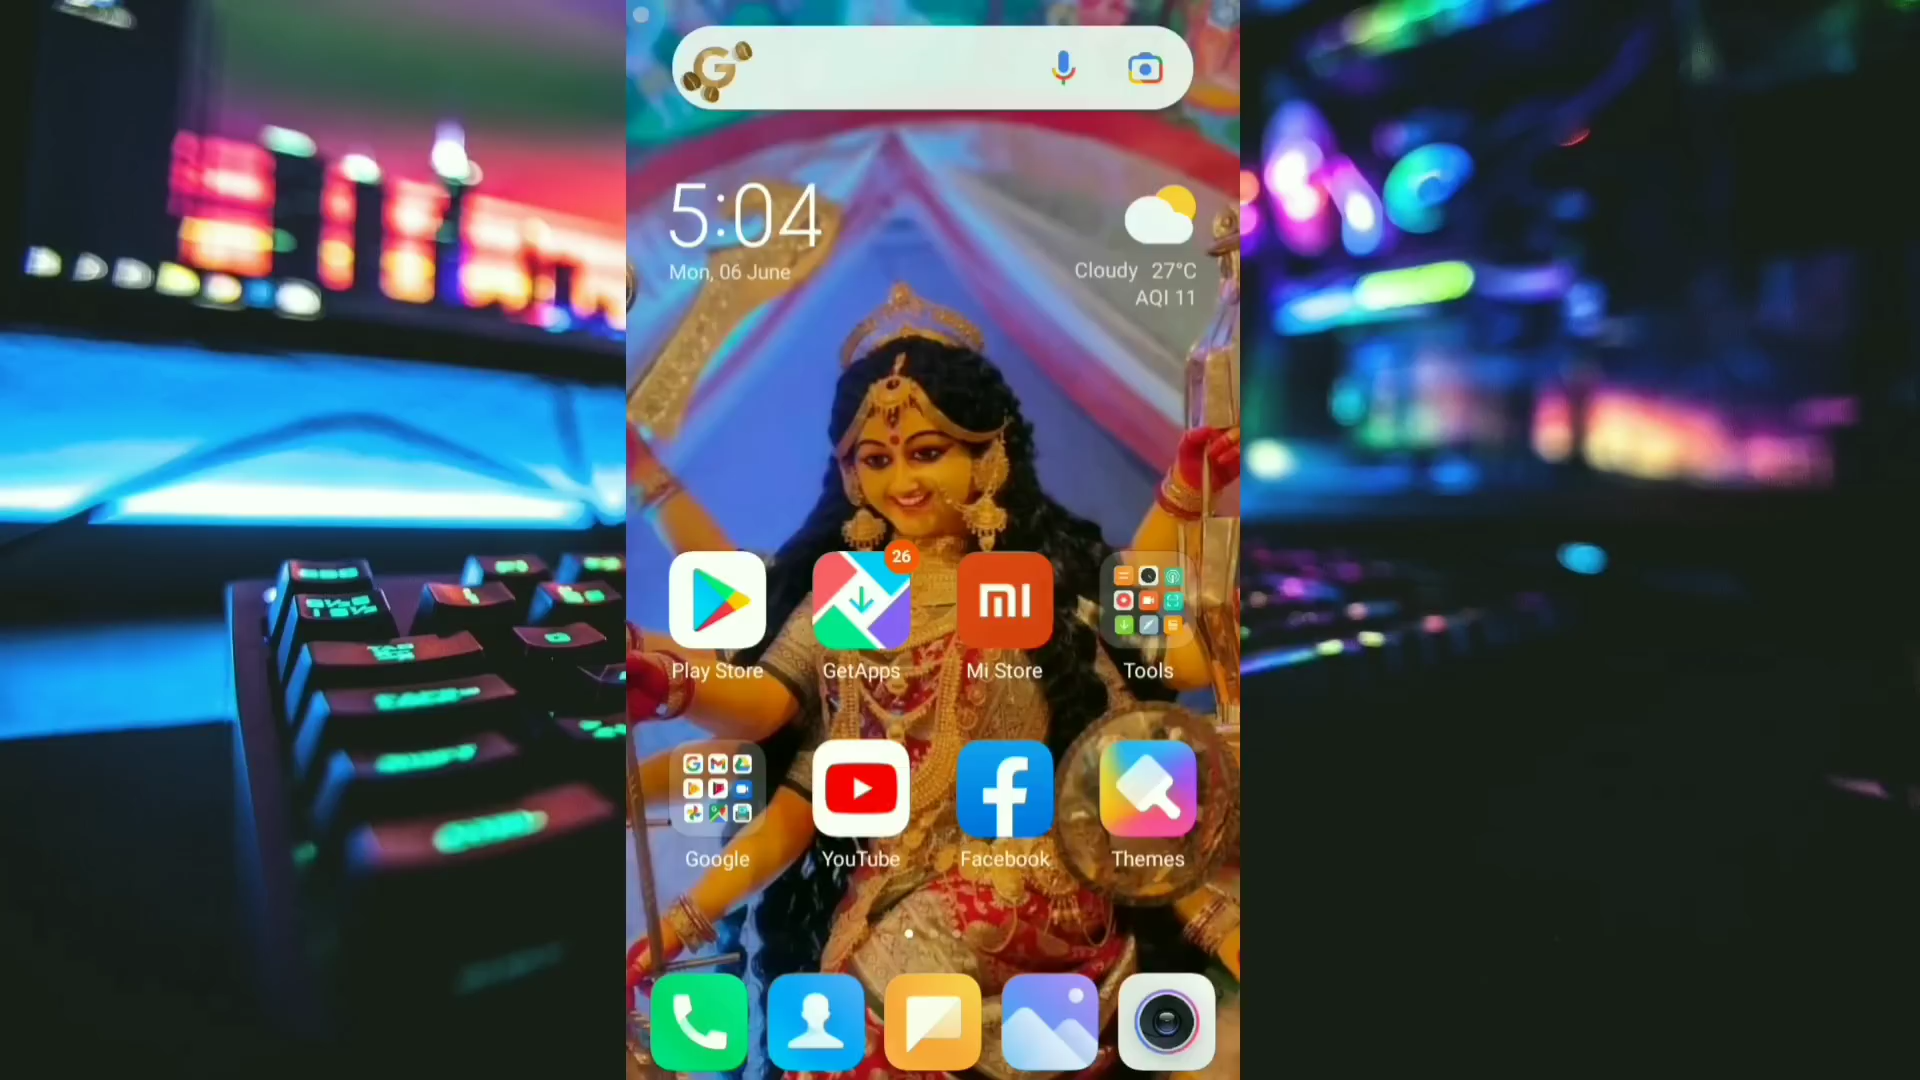 5:04
Mon, 06 June
Cloudy 27°C
AQI 11
26
Play Store
GetApps
Mi Store
Tools
Google
YouTube
Facebook
Themes